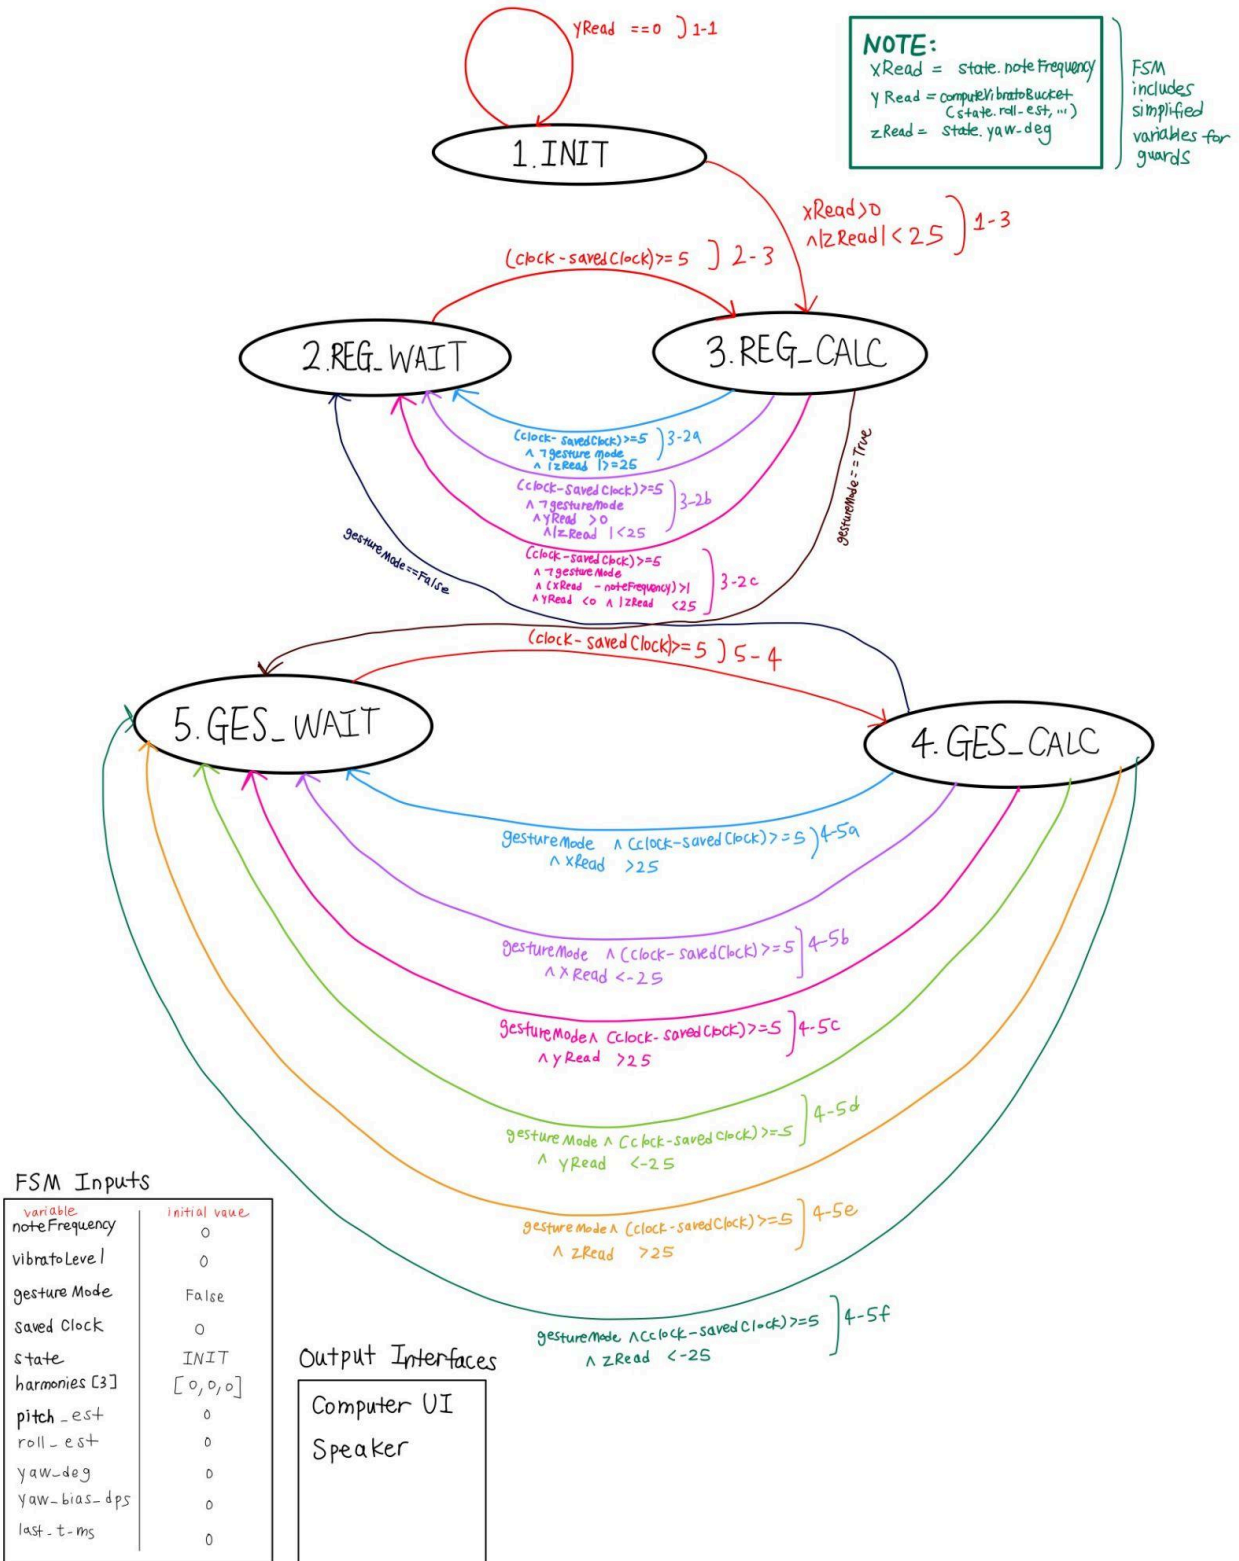 yRead ==0 ) 1-1
NOTE:
xRead = state.noteFrequency
yRead = computeVibratoBucket
(state.roll-est, ...)
zRead = state.yaw-deg
FSM
includes
simplified
variables for
guards
1.INIT
xRead>0
∧|zRead|<25 ) 1-3
(clock-savedClock)>=5 ] 2-3
2.REG_WAIT
3.REG_CALC
(clock-savedClock)>=5 ) 3-2a
∧ ¬gesture mode
∧ |zRead |>=25
(clock-savedClock)>=5
∧ ¬gestureMode
∧ yRead >0
∧|zRead |<25 ) 3-2b
(clock-savedClock)>=5
∧ ¬gestureMode
∧ (xRead - noteFrequency)>1
∧ yRead <0 ∧ |zRead <25 ) 3-2c
gestureMode==True
gestureMode==False
(clock-savedClock)>=5 ) 5-4
5.GES_WAIT
4.GES_CALC
gestureMode ∧ (clock-savedClock)>=5 ) 4-5a
∧ xRead >25
gestureMode ∧ (clock-savedClock)>=5 ] 4-5b
∧ xRead <-25
gestureMode∧ (clock-savedClock)>=5 ] 4-5c
∧ yRead >25
gestureMode ∧ (clock-savedClock)>=5 ] 4-5d
∧ yRead <-25
gesturemode∧ (clock-savedClock)>=5 ] 4-5e
∧ zRead >25
gestureMode ∧(clock-savedClock)>=5 ] 4-5f
∧ zRead <-25
FSM Inputs
variable initial vaue
noteFrequency 0
vibratoLevel 0
gesture Mode False
saved Clock 0
state INIT
harmonies [3] [0,0,0]
pitch_est 0
roll_est 0
yaw_deg 0
yaw_bias_dps 0
last_t_ms 0
Output Interfaces
Computer UI
Speaker